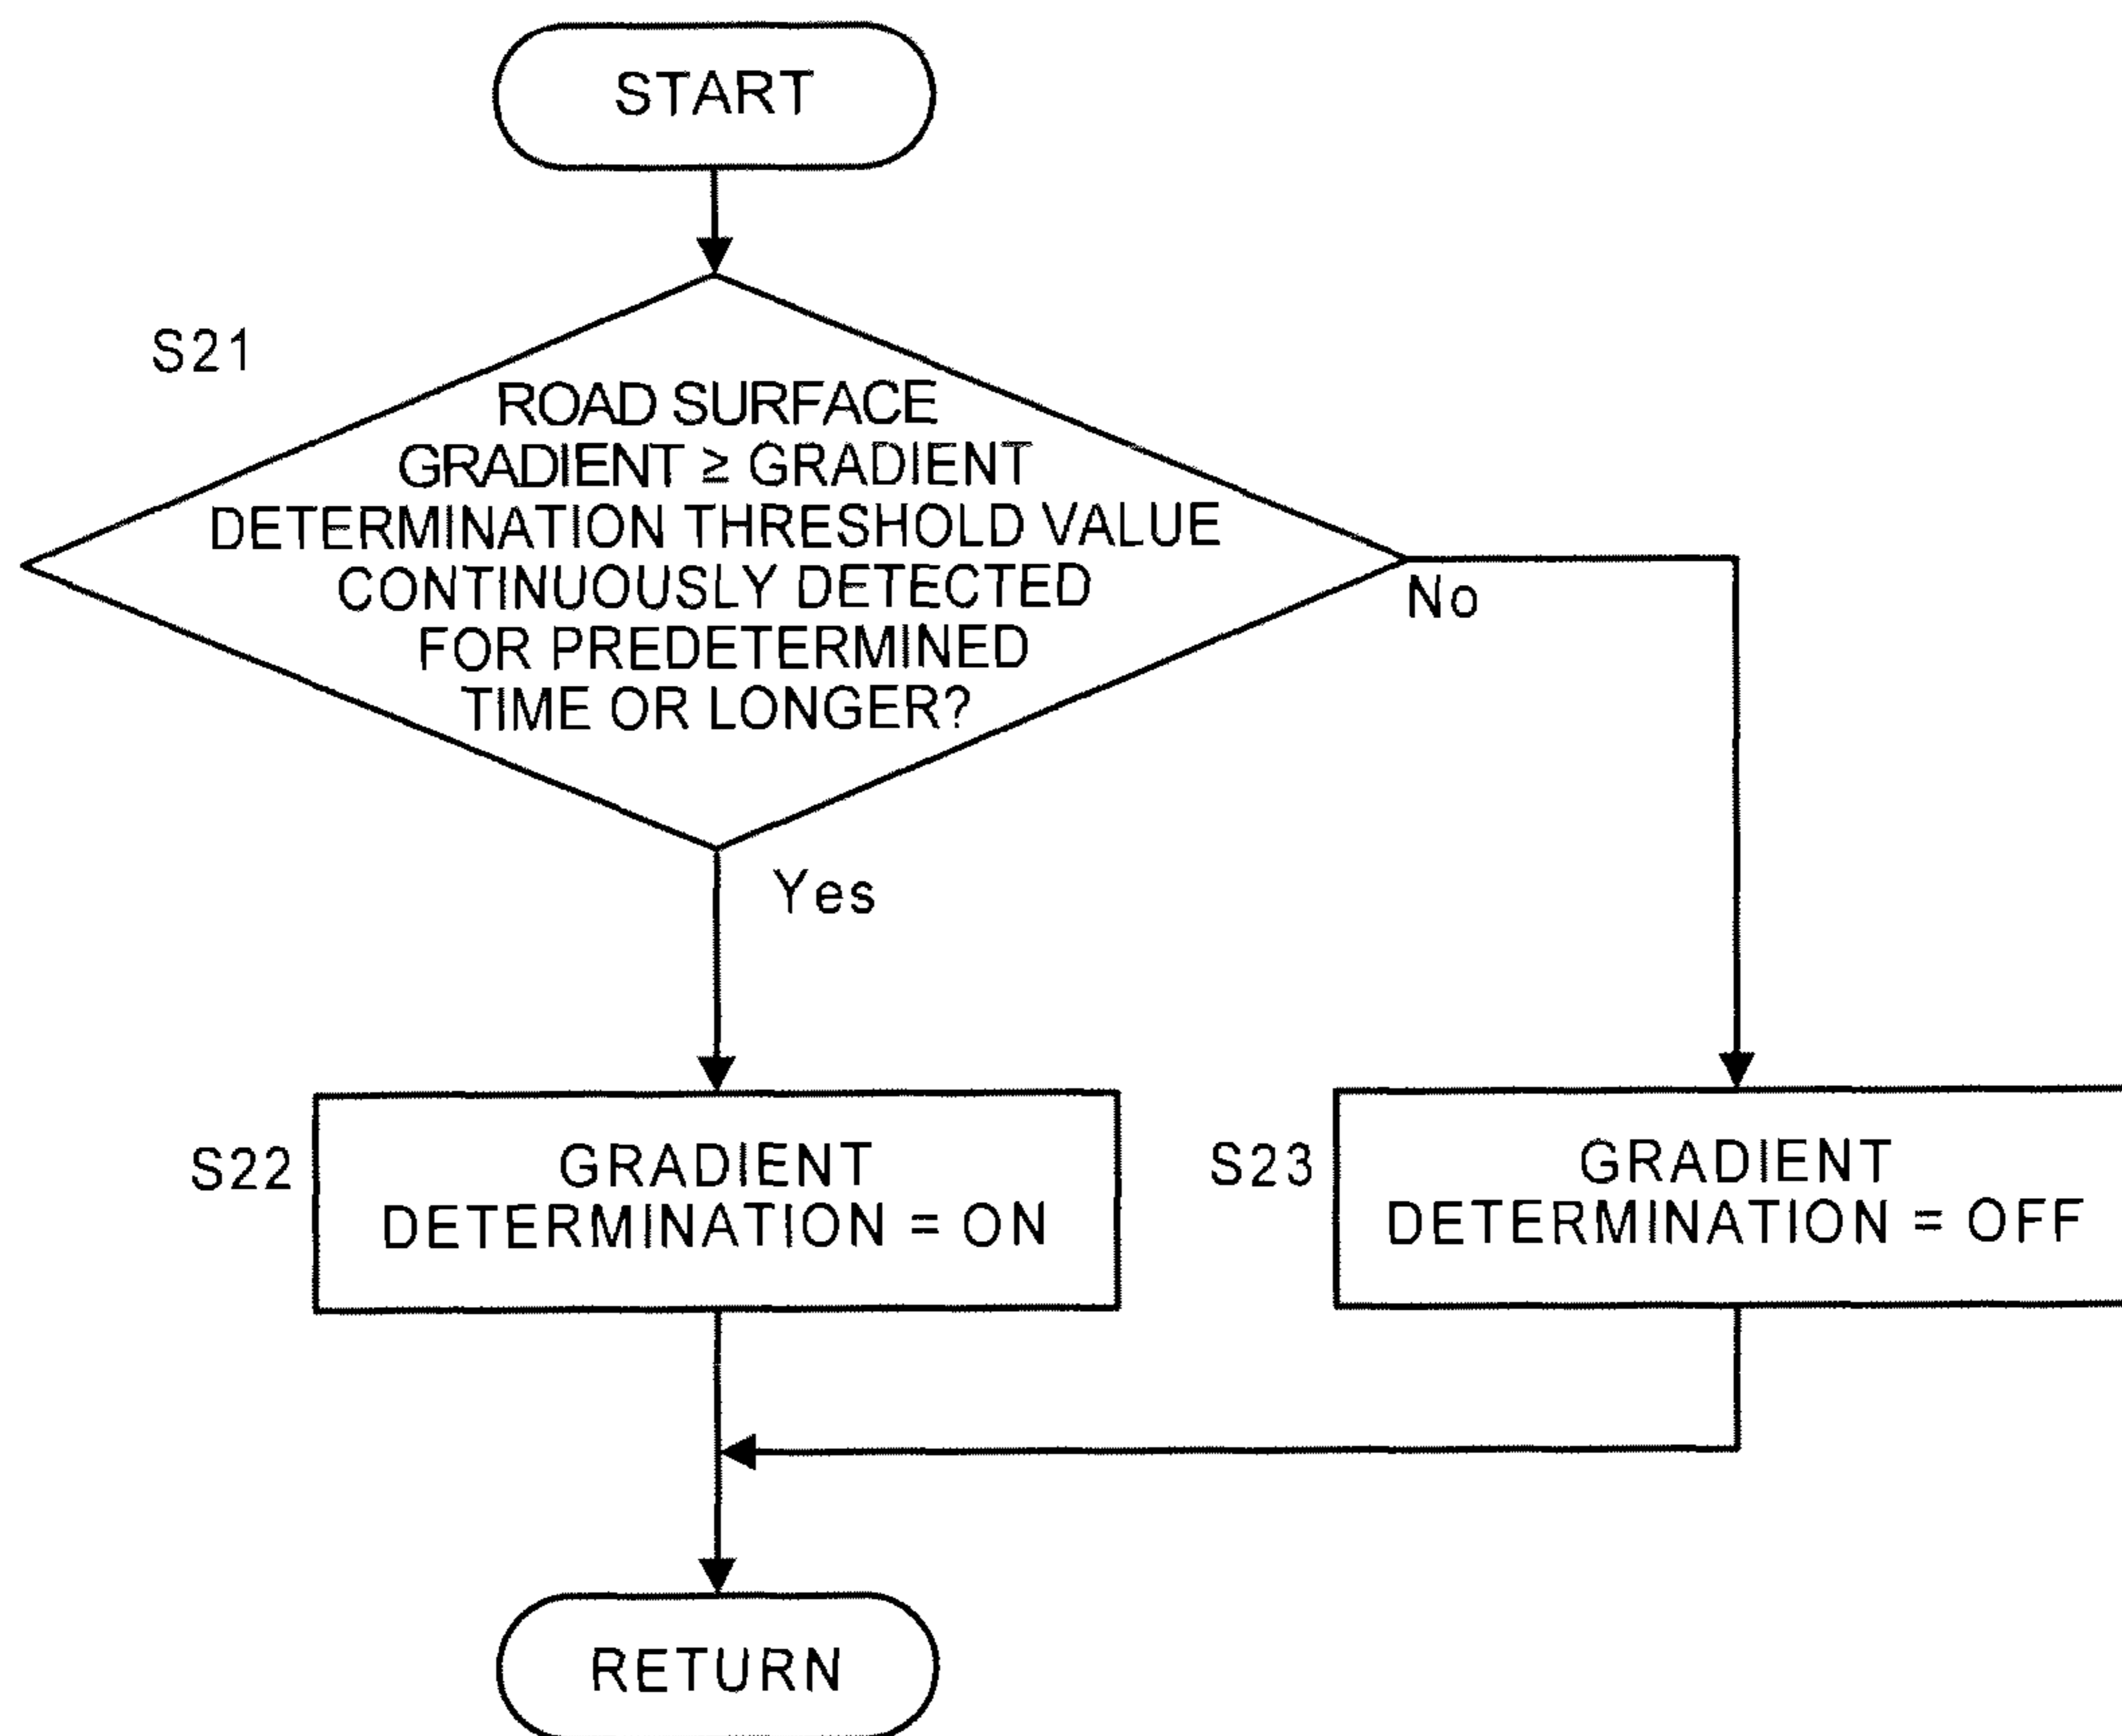 START
S21
ROAD SURFACE
GRADIENT ≥ GRADIENT
DETERMINATION THRESHOLD VALUE
CONTINUOUSLY DETECTED
FOR PREDETERMINED
TIME OR LONGER?
No
Yes
S22
GRADIENT
DETERMINATION = ON
S23
GRADIENT
DETERMINATION = OFF
RETURN